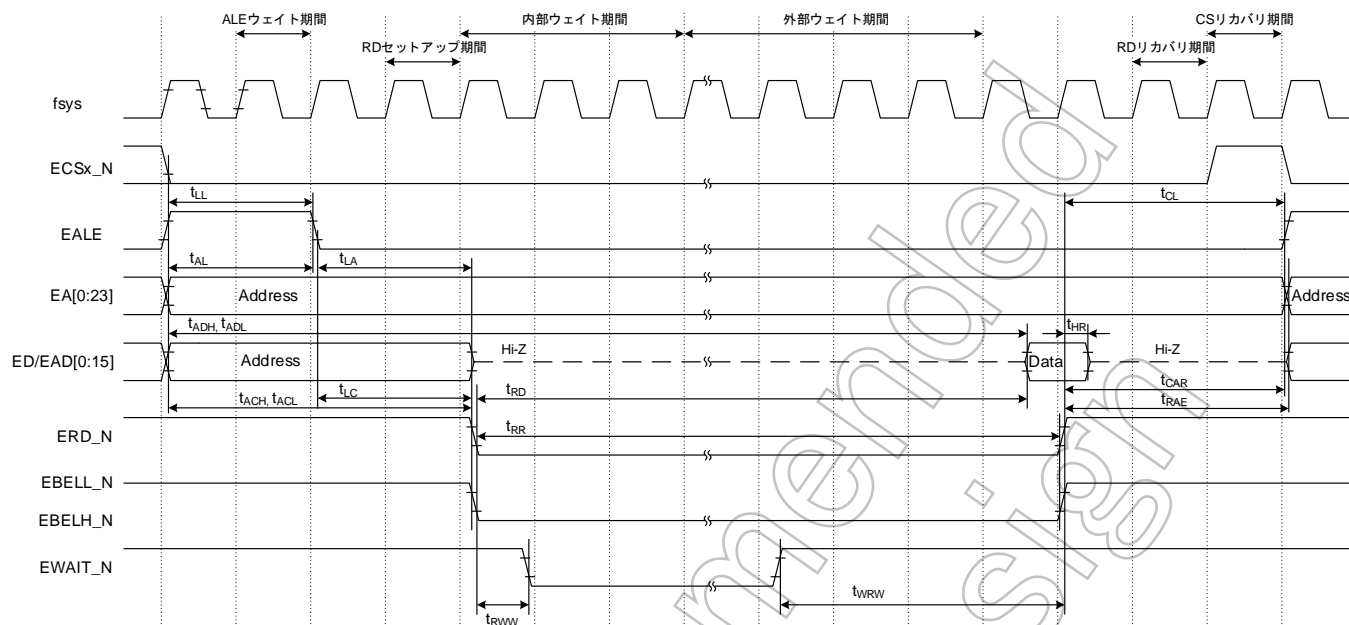 ALEウェイト期間
内部ウェイト期間
外部ウェイト期間
CSリカバリ期間
RDセットアップ期間
RDリカバリ期間
fsys
ECSx_N
tLL
tCL
EALE
tAL
tLA
EA[0:23]
Address
Address
tADH, tADL
tHR
ED/EAD[0:15]
Address
Hi-Z
Data
Hi-Z
tLC
tRD
tCAR
tACH, tACL
tRAE
ERD_N
tRR
EBELL_N
EBELH_N
EWAIT_N
tRWW
tWRW
mended
sign